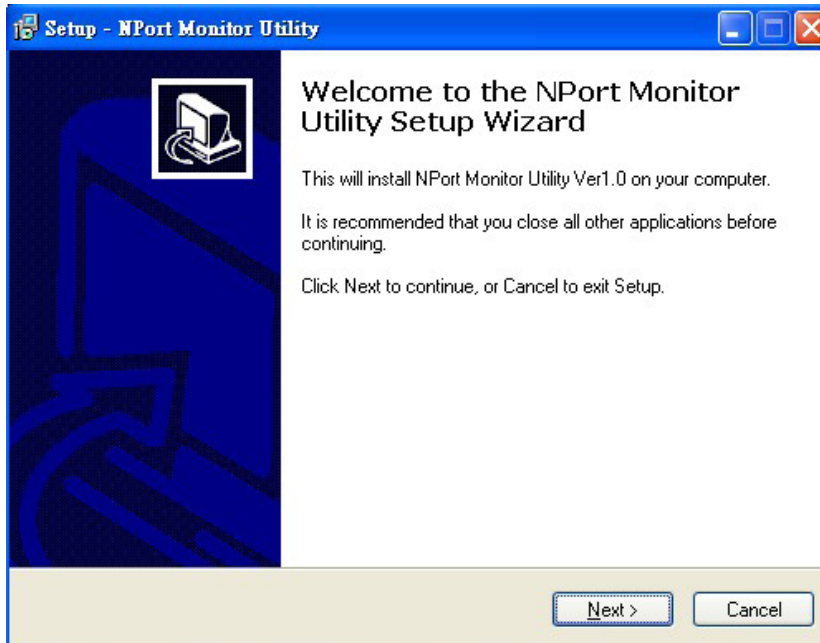 Setup - NPort Monitor Utility
Welcome to the NPort Monitor
Utility Setup Wizard
This will install NPort Monitor Utility Ver1.0 on your computer.
It is recommended that you close all other applications before
continuing.
Click Next to continue, or Cancel to exit Setup.
Next >
Cancel